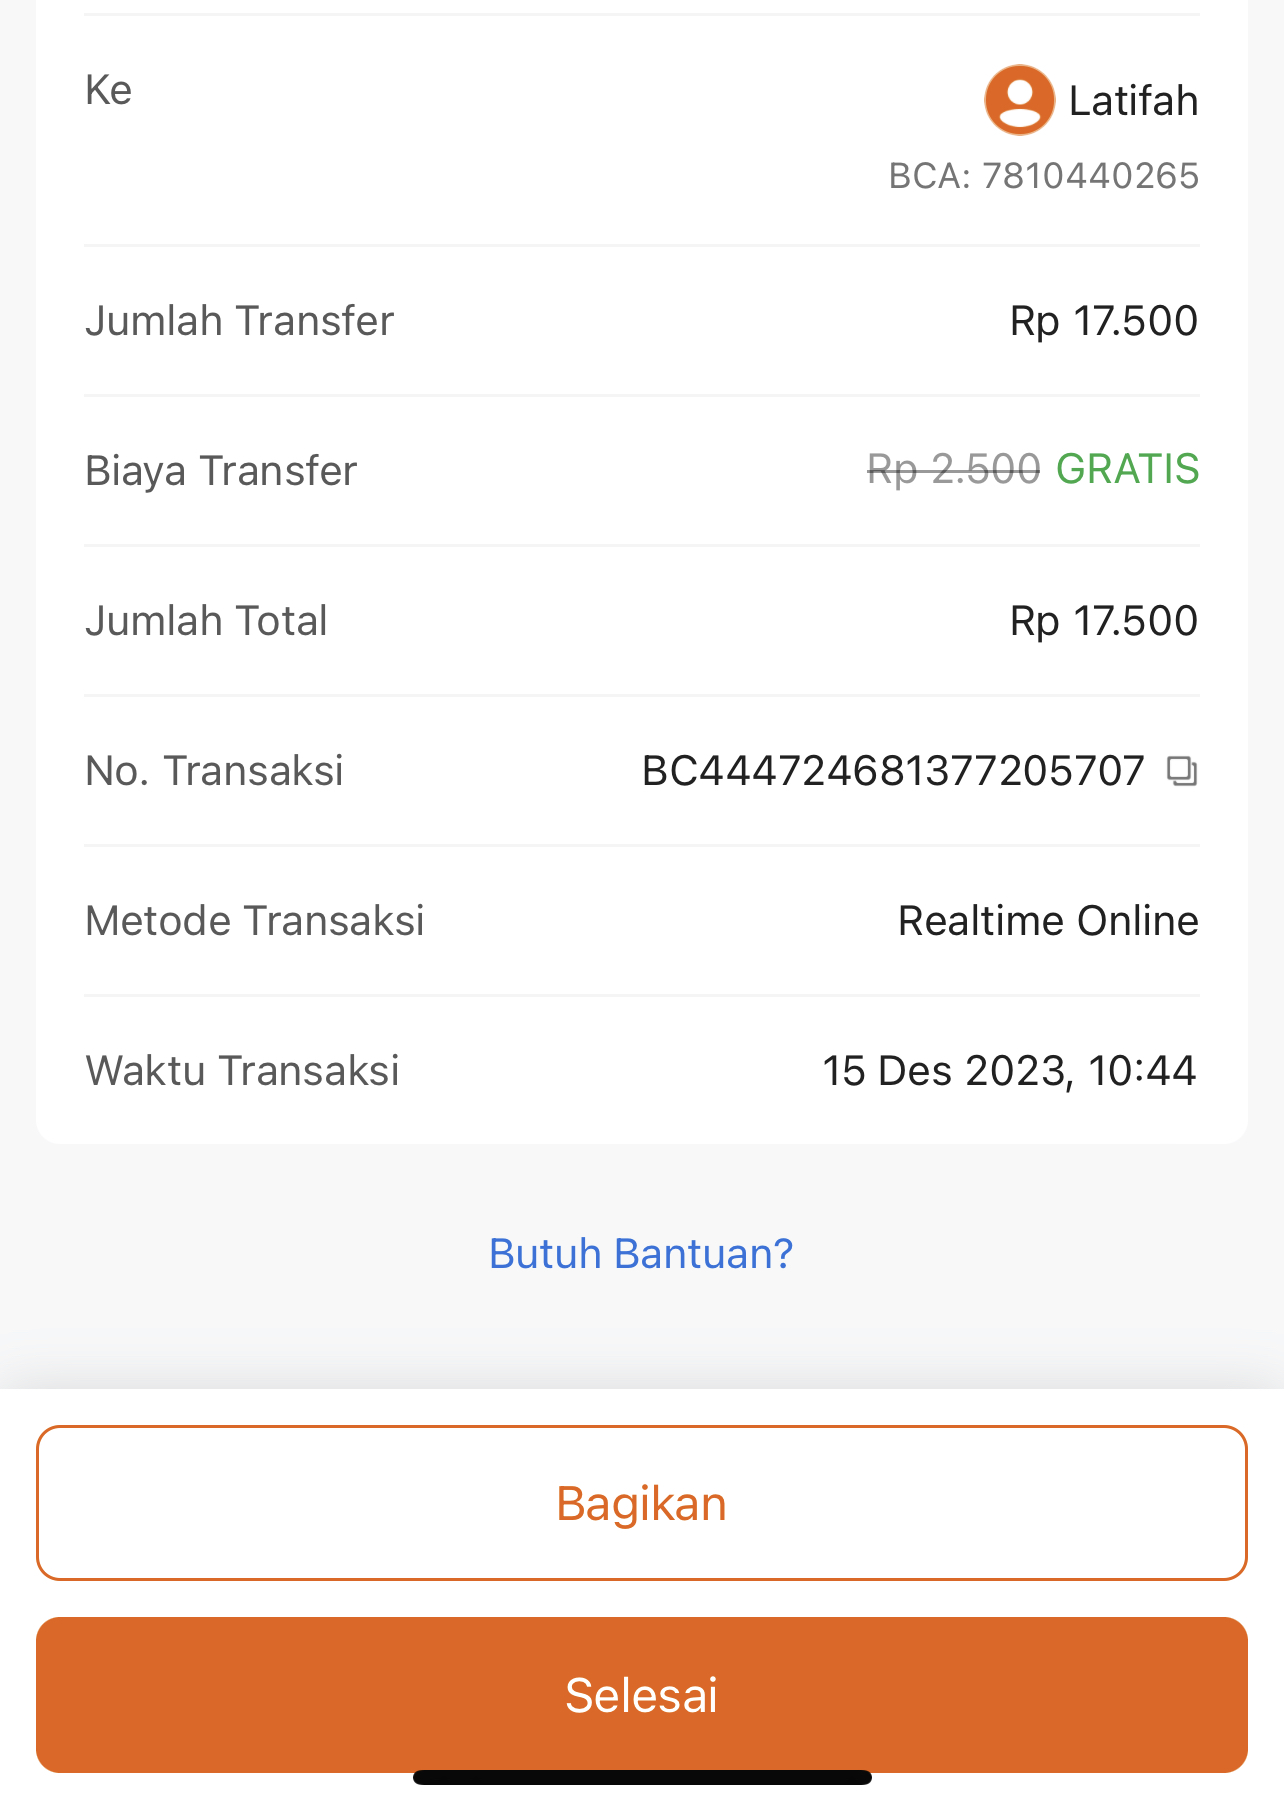 Ke
Latifah
BCA: 7810440265
Jumlah Transfer
Rp 17.500
Biaya Transfer
Rp 2.500 GRATIS
Jumlah Total
Rp 17.500
No. Transaksi
BC444724681377205707
Metode Transaksi
Realtime Online
Waktu Transaksi
15 Des 2023, 10:44
Butuh Bantuan?
Bagikan
Selesai